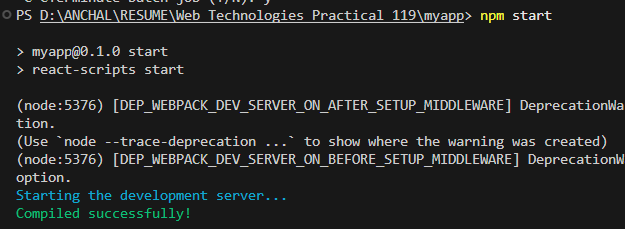 PS D:\ANCHAL\RESUME\Web Technologies Practical 119\myapp> npm start
> myapp@0.1.0 start
> react-scripts start
(node:5376) [DEP_WEBPACK_DEV_SERVER_ON_AFTER_SETUP_MIDDLEWARE] DeprecationWa
tion.
(Use `node --trace-deprecation ...` to show where the warning was created)
(node:5376) [DEP_WEBPACK_DEV_SERVER_ON_BEFORE_SETUP_MIDDLEWARE] DeprecationW
option.
Starting the development server...
Compiled successfully!